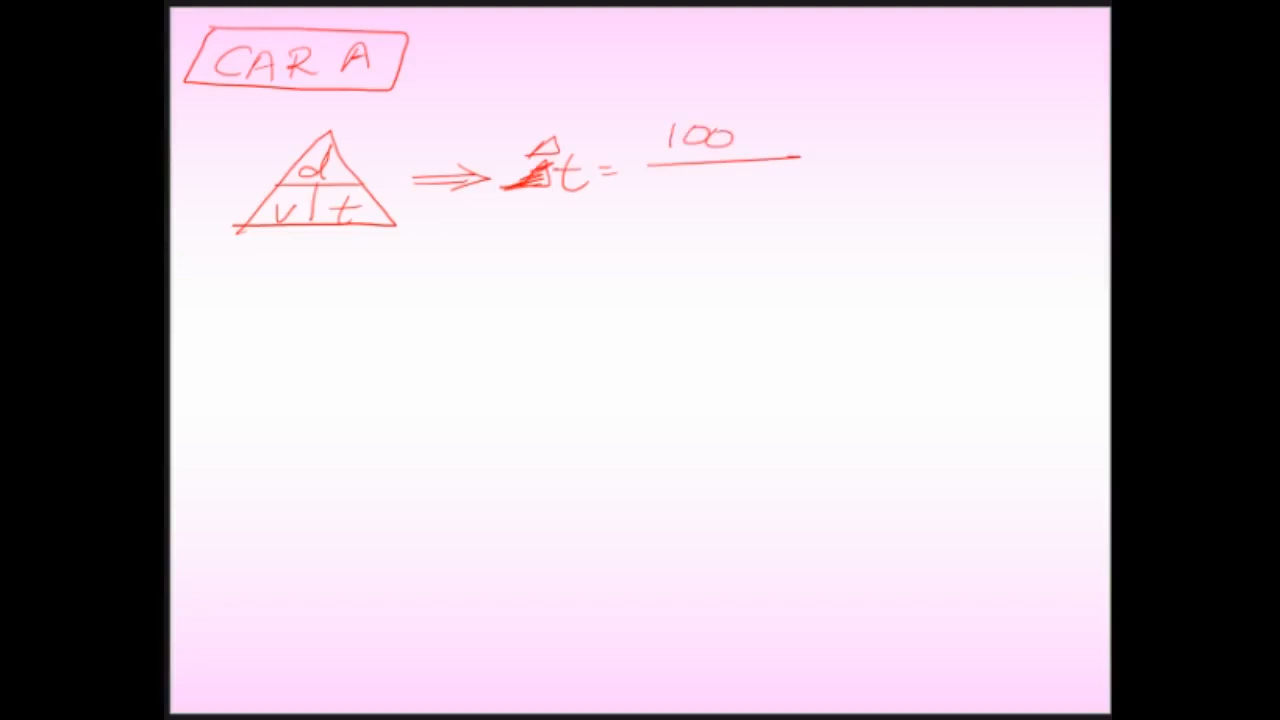 CAR A
d
v t
Δt = 100